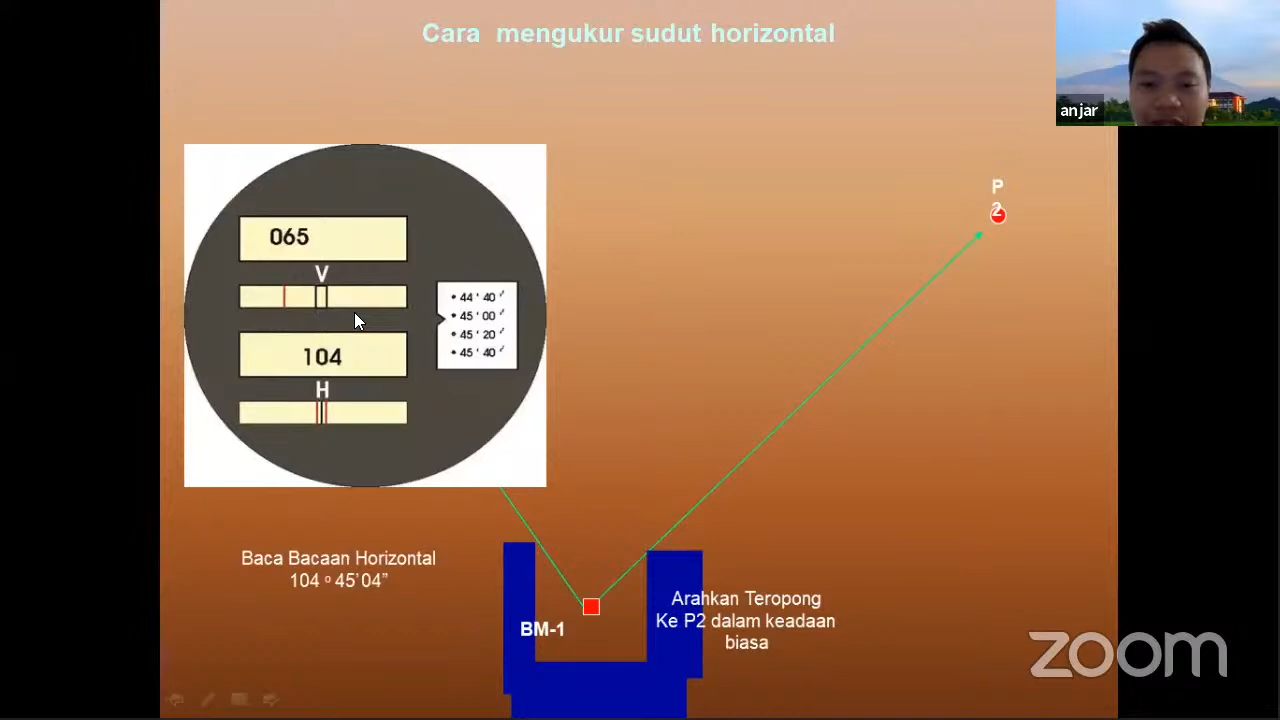 Cara mengukur sudut horizontal
anjar
P
2
065
V
104
H
• 44 ' 40 "
• 45 ' 00 "
• 45 ' 20 "
• 45 ' 40 "
Baca Bacaan Horizontal
104 º 45'04”
BM-1
Arahkan Teropong
Ke P2 dalam keadaan
biasa
zoom